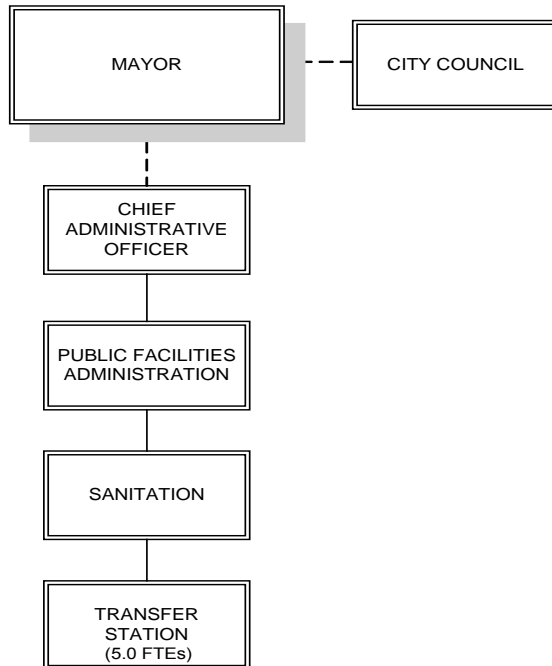 MAYOR
CITY COUNCIL
CHIEF
ADMINISTRATIVE
OFFICER
PUBLIC FACILITIES
ADMINISTRATION
SANITATION
TRANSFER
STATION
(5.0 FTEs)